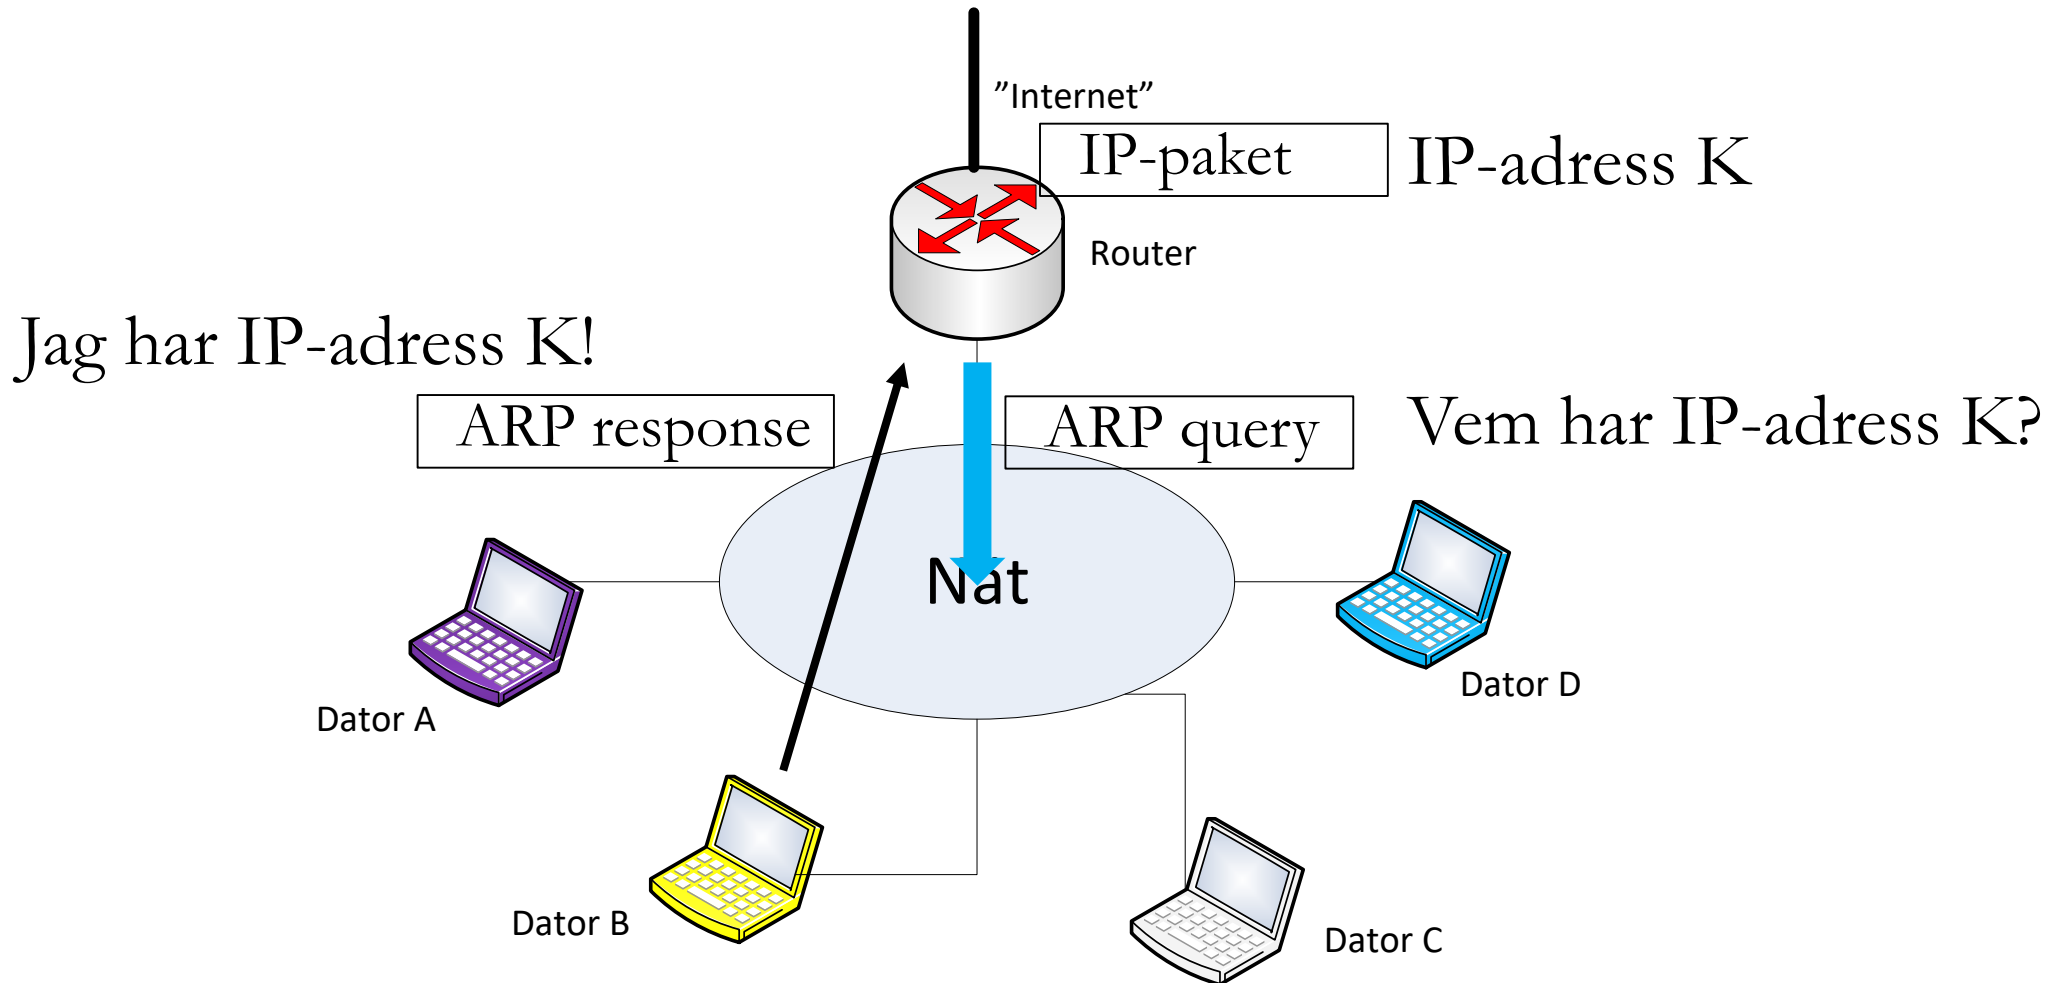 ”Internet”
IP-paket
IP-adress K
Router
Jag har IP-adress K!
ARP response
ARP query
Vem har IP-adress K?
Nät
Dator A
Dator D
Dator B
Dator C